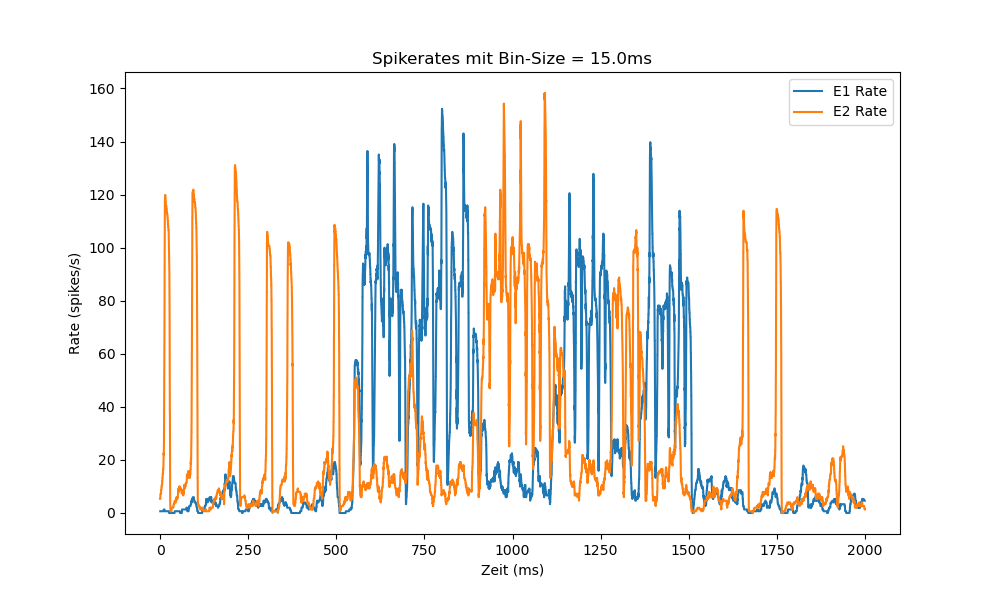 Spikerates mit Bin-Size = 15.0ms
E1 Rate
E2 Rate
Rate (spikes/s)
160
140
120
100
80
60
40
20
0
0 250 500 750 1000 1250 1500 1750 2000
Zeit (ms)